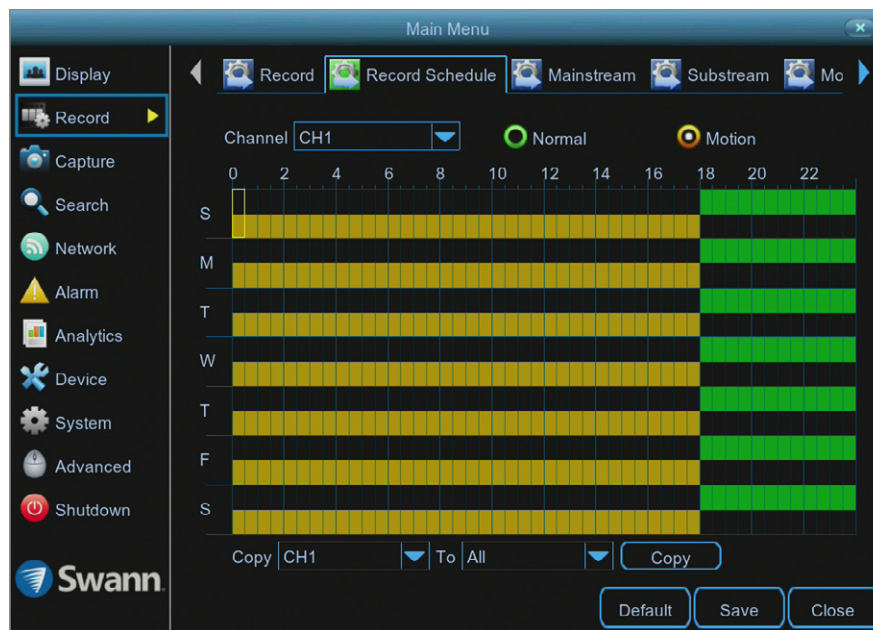 Main Menu
Display
Record
Capture
Search
Network
Alarm
Analytics
Device
System
Advanced
Shutdown
Swann
Record Record Schedule Mainstream Substream Mo
Channel CH1 Normal Motion
0 2 4 6 8 10 12 14 16 18 20 22
S
M
T
W
T
F
S
Copy CH1 To All Copy
Default Save Close